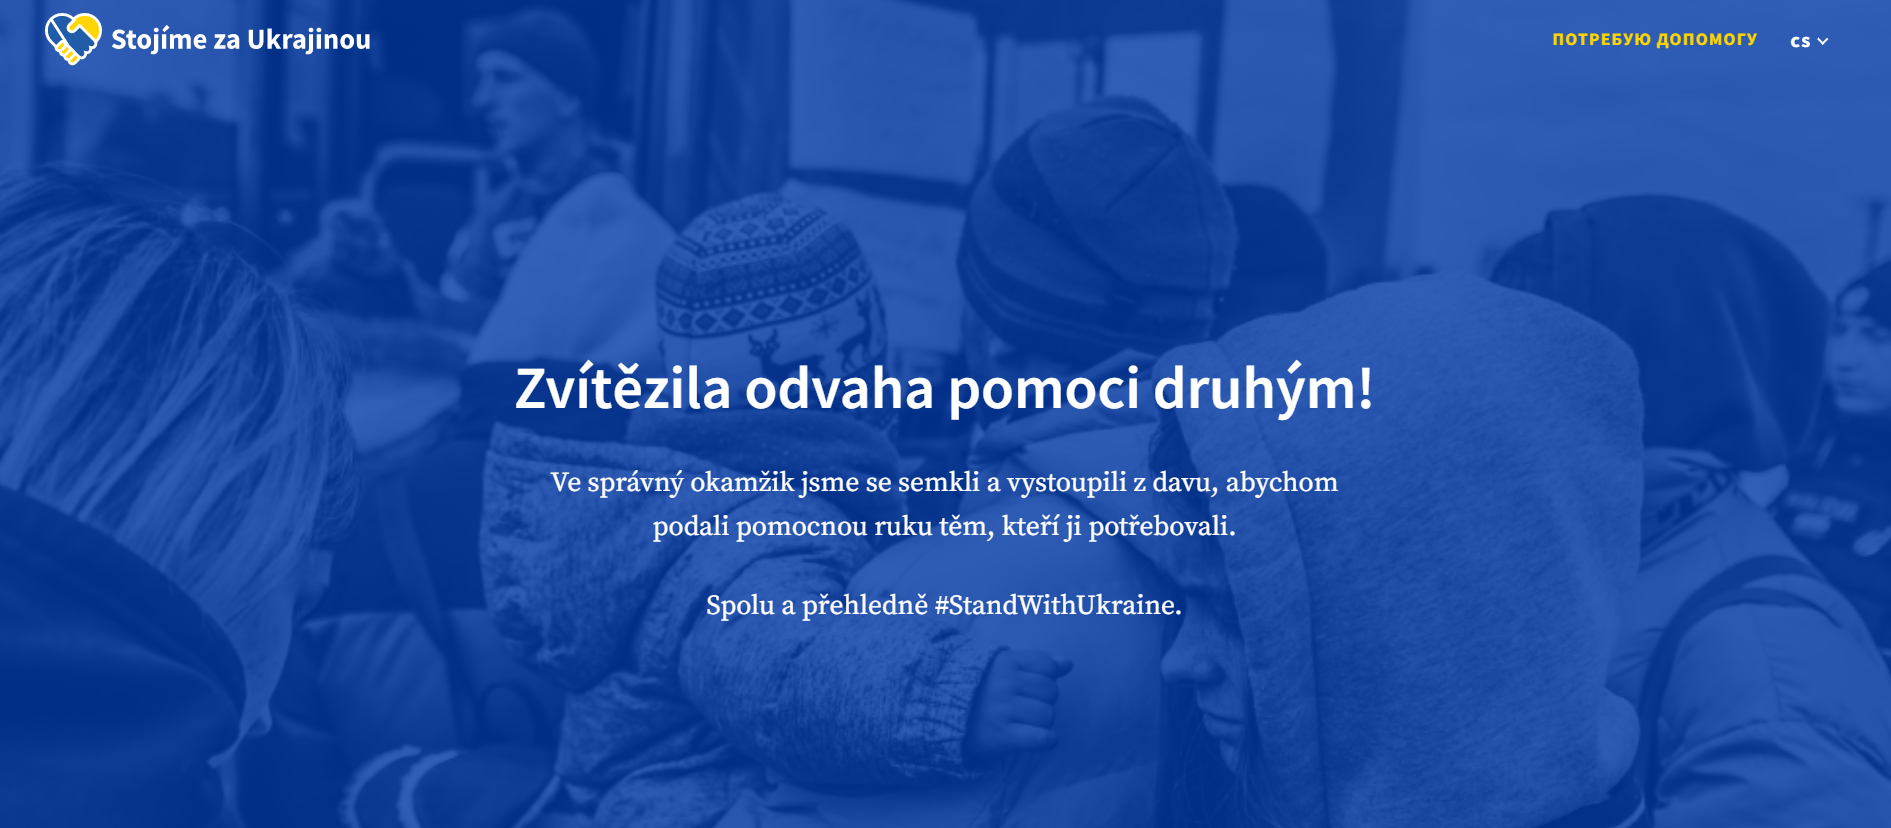 Stojíme za Ukrajinou
ПОТРЕБУЮ ДОПОМОГУ
cs
Zvítězila odvaha pomoci druhým!
Ve správný okamžik jsme se semkli a vystoupili z davu, abychom
podali pomocnou ruku těm, kteří ji potřebovali.
Spolu a přehledně #StandWithUkraine.